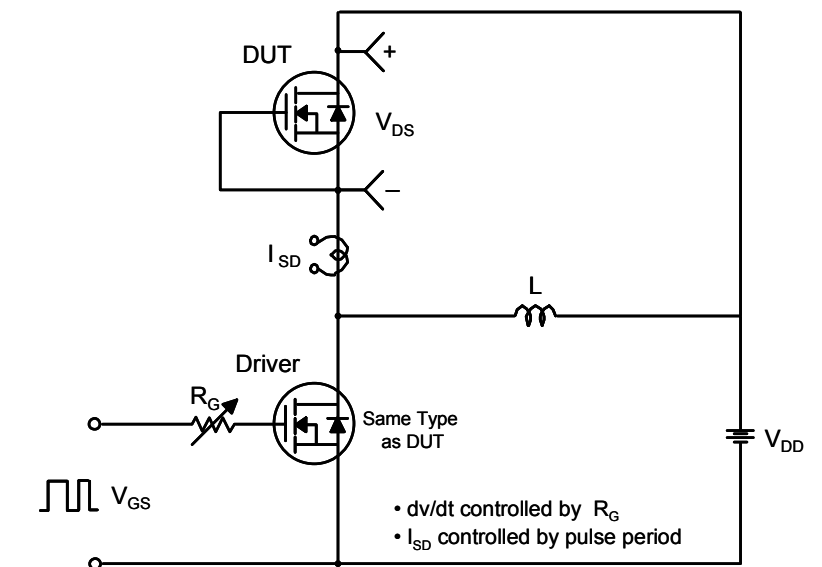 DUT
+
V_DS
–
I_SD
L
Driver
R_G
Same Type
as DUT
V_DD
V_GS
• dv/dt controlled by R_G
• I_SD controlled by pulse period